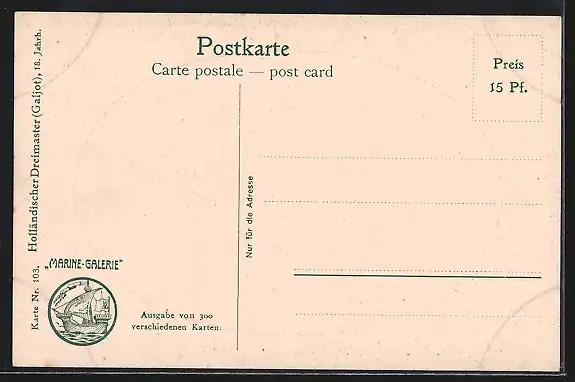 Postkarte
Carte postale — post card
Preis
15 Pf.
Karte Nr. 103. Holländischer Dreimaster (Galjot), 18. Jahrh.
Nur für die Adresse
„MARINE-GALERIE“
Ausgabe von 300
verschiedenen Karten.